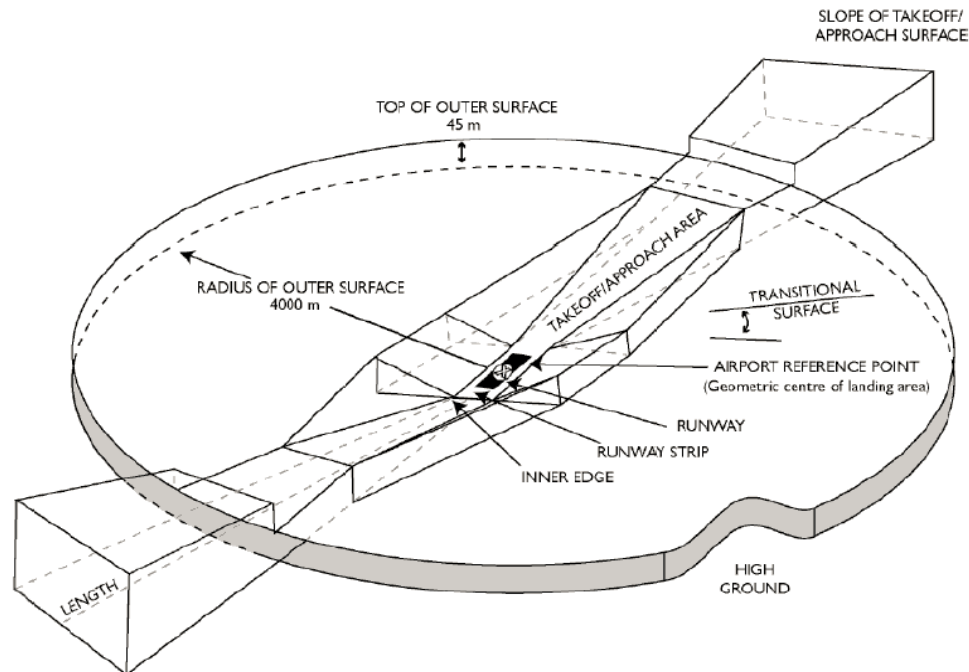 SLOPE OF TAKEOFF/
APPROACH SURFACE
TOP OF OUTER SURFACE
45 m
RADIUS OF OUTER SURFACE
4000 m
TAKEOFF/APPROACH AREA
TRANSITIONAL
SURFACE
AIRPORT REFERENCE POINT
(Geometric centre of landing area)
RUNWAY
RUNWAY STRIP
INNER EDGE
HIGH
GROUND
LENGTH